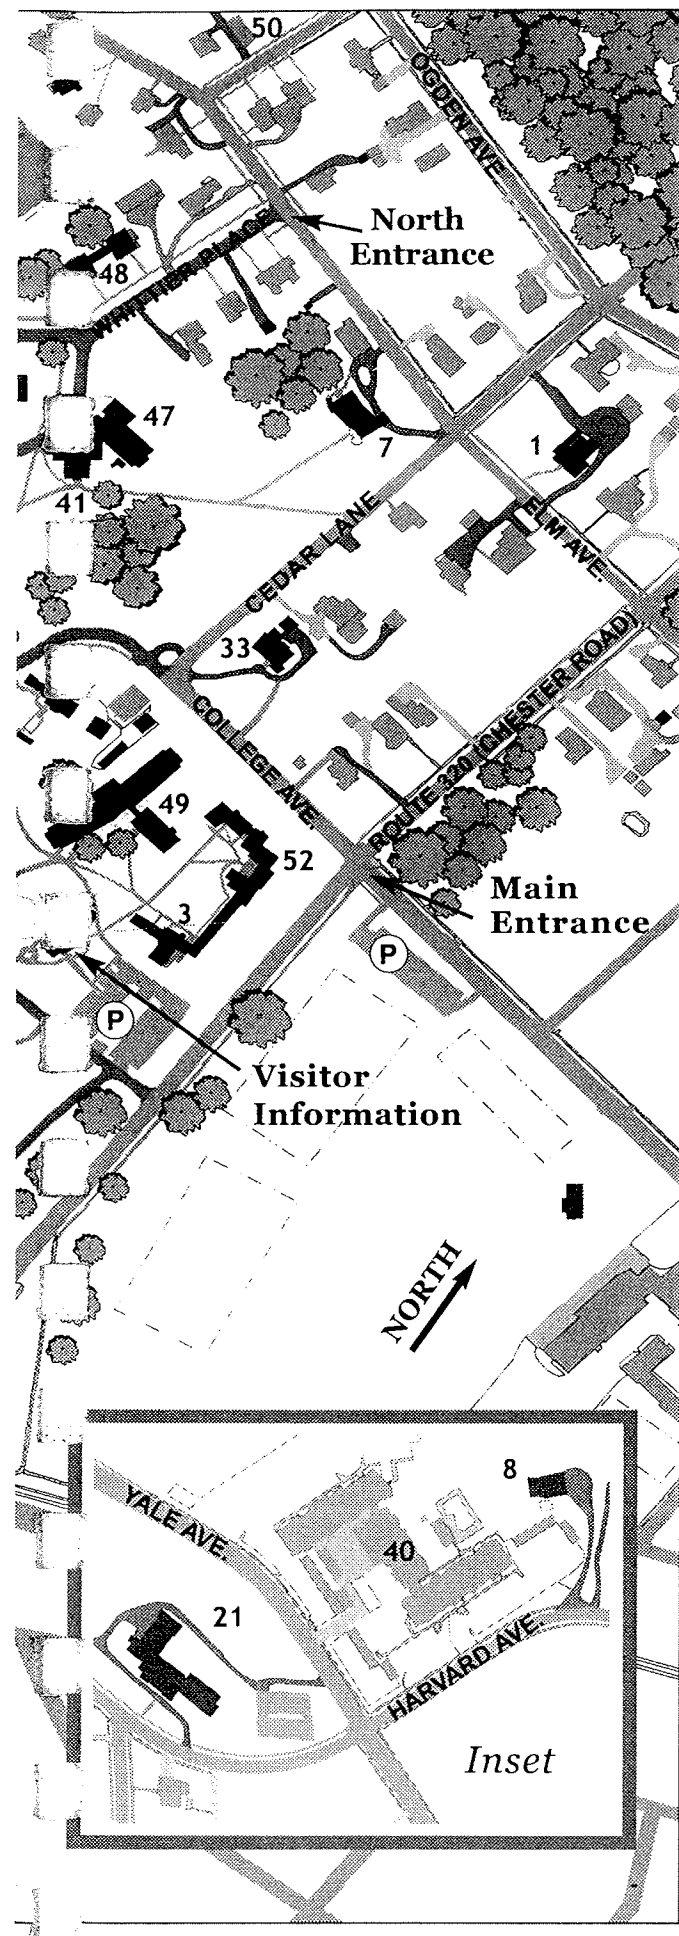 50
OGDEN AVE.
North
Entrance
48
WHITTIER PLACE
47
7
1
41
CEDAR LANE
ELM AVE.
33
COLLEGE AVE.
ROUTE 320 (CHESTER ROAD)
49
52
3
Main
Entrance
P
P
Visitor
Information
NORTH
8
YALE AVE.
40
21
HARVARD AVE.
Inset